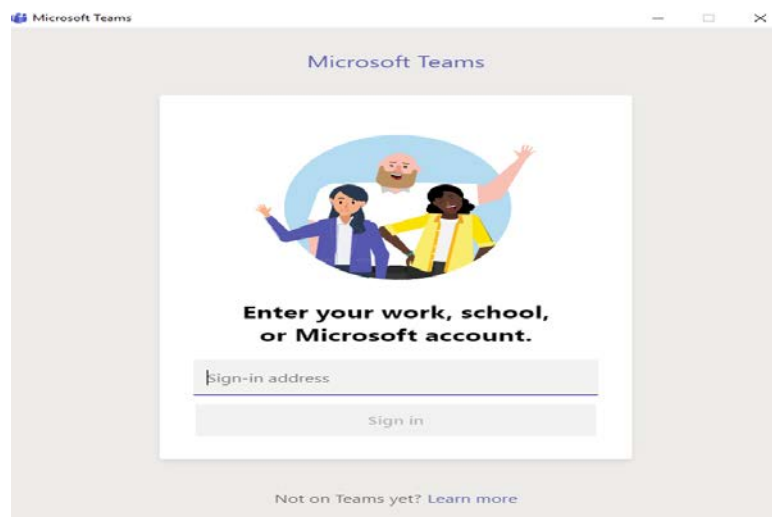 Microsoft Teams
Microsoft Teams
Enter your work, school,
or Microsoft account.
Sign-in address
Sign in
Not on Teams yet? Learn more